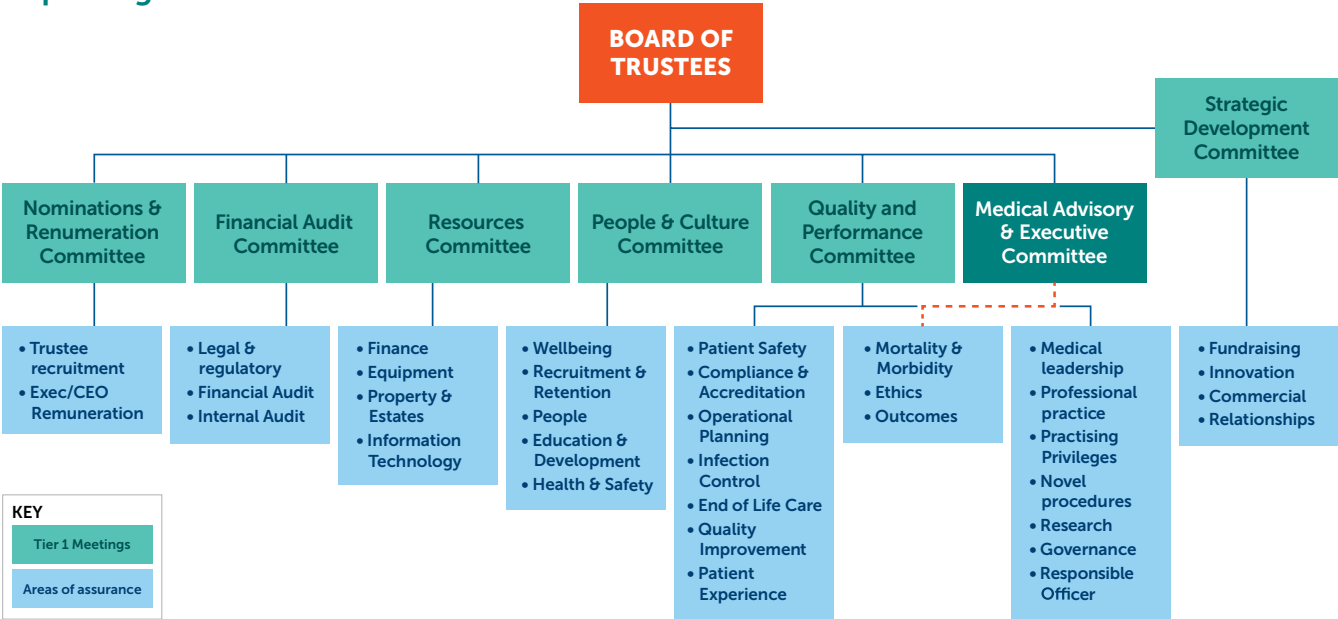 BOARD OF
TRUSTEES
Strategic
Development
Committee
Nominations &
Renumeration
Committee
Financial Audit
Committee
Resources
Committee
People & Culture
Committee
Quality and
Performance
Committee
Medical Advisory
& Executive
Committee
• Trustee
recruitment
• Exec/CEO
Remuneration
• Legal &
regulatory
• Financial Audit
• Internal Audit
• Finance
• Equipment
• Property &
Estates
• Information
Technology
• Wellbeing
• Recruitment &
Retention
• People
• Education &
Development
• Health & Safety
• Patient Safety
• Compliance &
Accreditation
• Operational
Planning
• Infection
Control
• End of Life Care
• Quality
Improvement
• Patient
Experience
• Mortality &
Morbidity
• Ethics
• Outcomes
• Medical
leadership
• Professional
practice
• Practising
Privileges
• Novel
procedures
• Research
• Governance
• Responsible
Officer
• Fundraising
• Innovation
• Commercial
• Relationships
KEY
Tier 1 Meetings
Areas of assurance